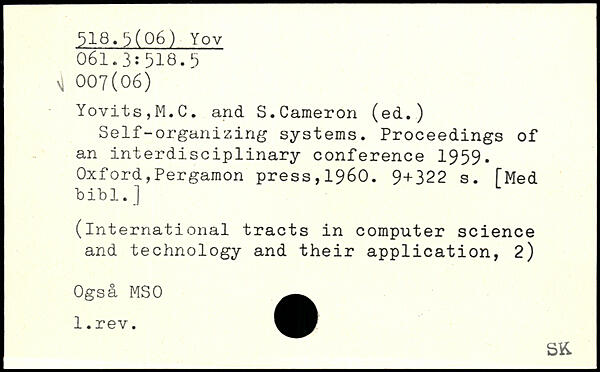 518.5(06) Yov
061.3:518.5
√ 007(06)
Yovits,M.C. and S.Cameron (ed.)
Self-organizing systems. Proceedings of
an interdisciplinary conference 1959.
Oxford,Pergamon press,1960. 9+322 s. [Med
bibl.]
(International tracts in computer science
and technology and their application, 2)
Også MSO
1.rev.
SK